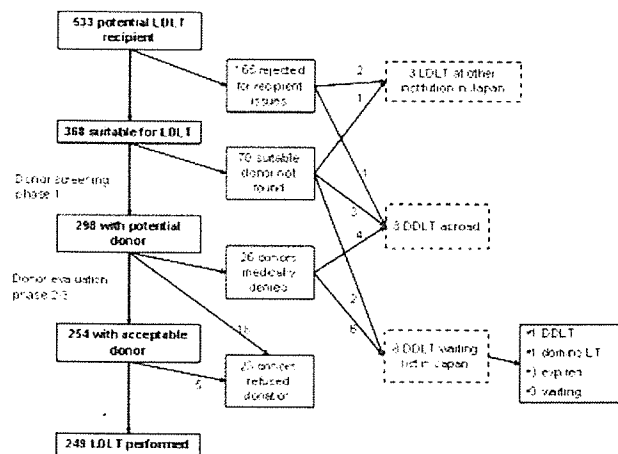 533 potential LDLT
recipient
165 rejected
for recipient
issues
2
1
3 LDLT at other
institution in Japan
368 suitable for LDLT
70 suitable
donor not
found
Donor screening
phase 1
1
3
4
298 with potential
donor
DDLT abroad
26 donors
medically
denied
Donor evaluation
phase 2/3
2
6
18
254 with acceptable
donor
8 DDLT waiting
list in Japan
1 DDLT
1 domino LT
3 expired
3 waiting
donors
refused
donation
5
249 LDLT performed